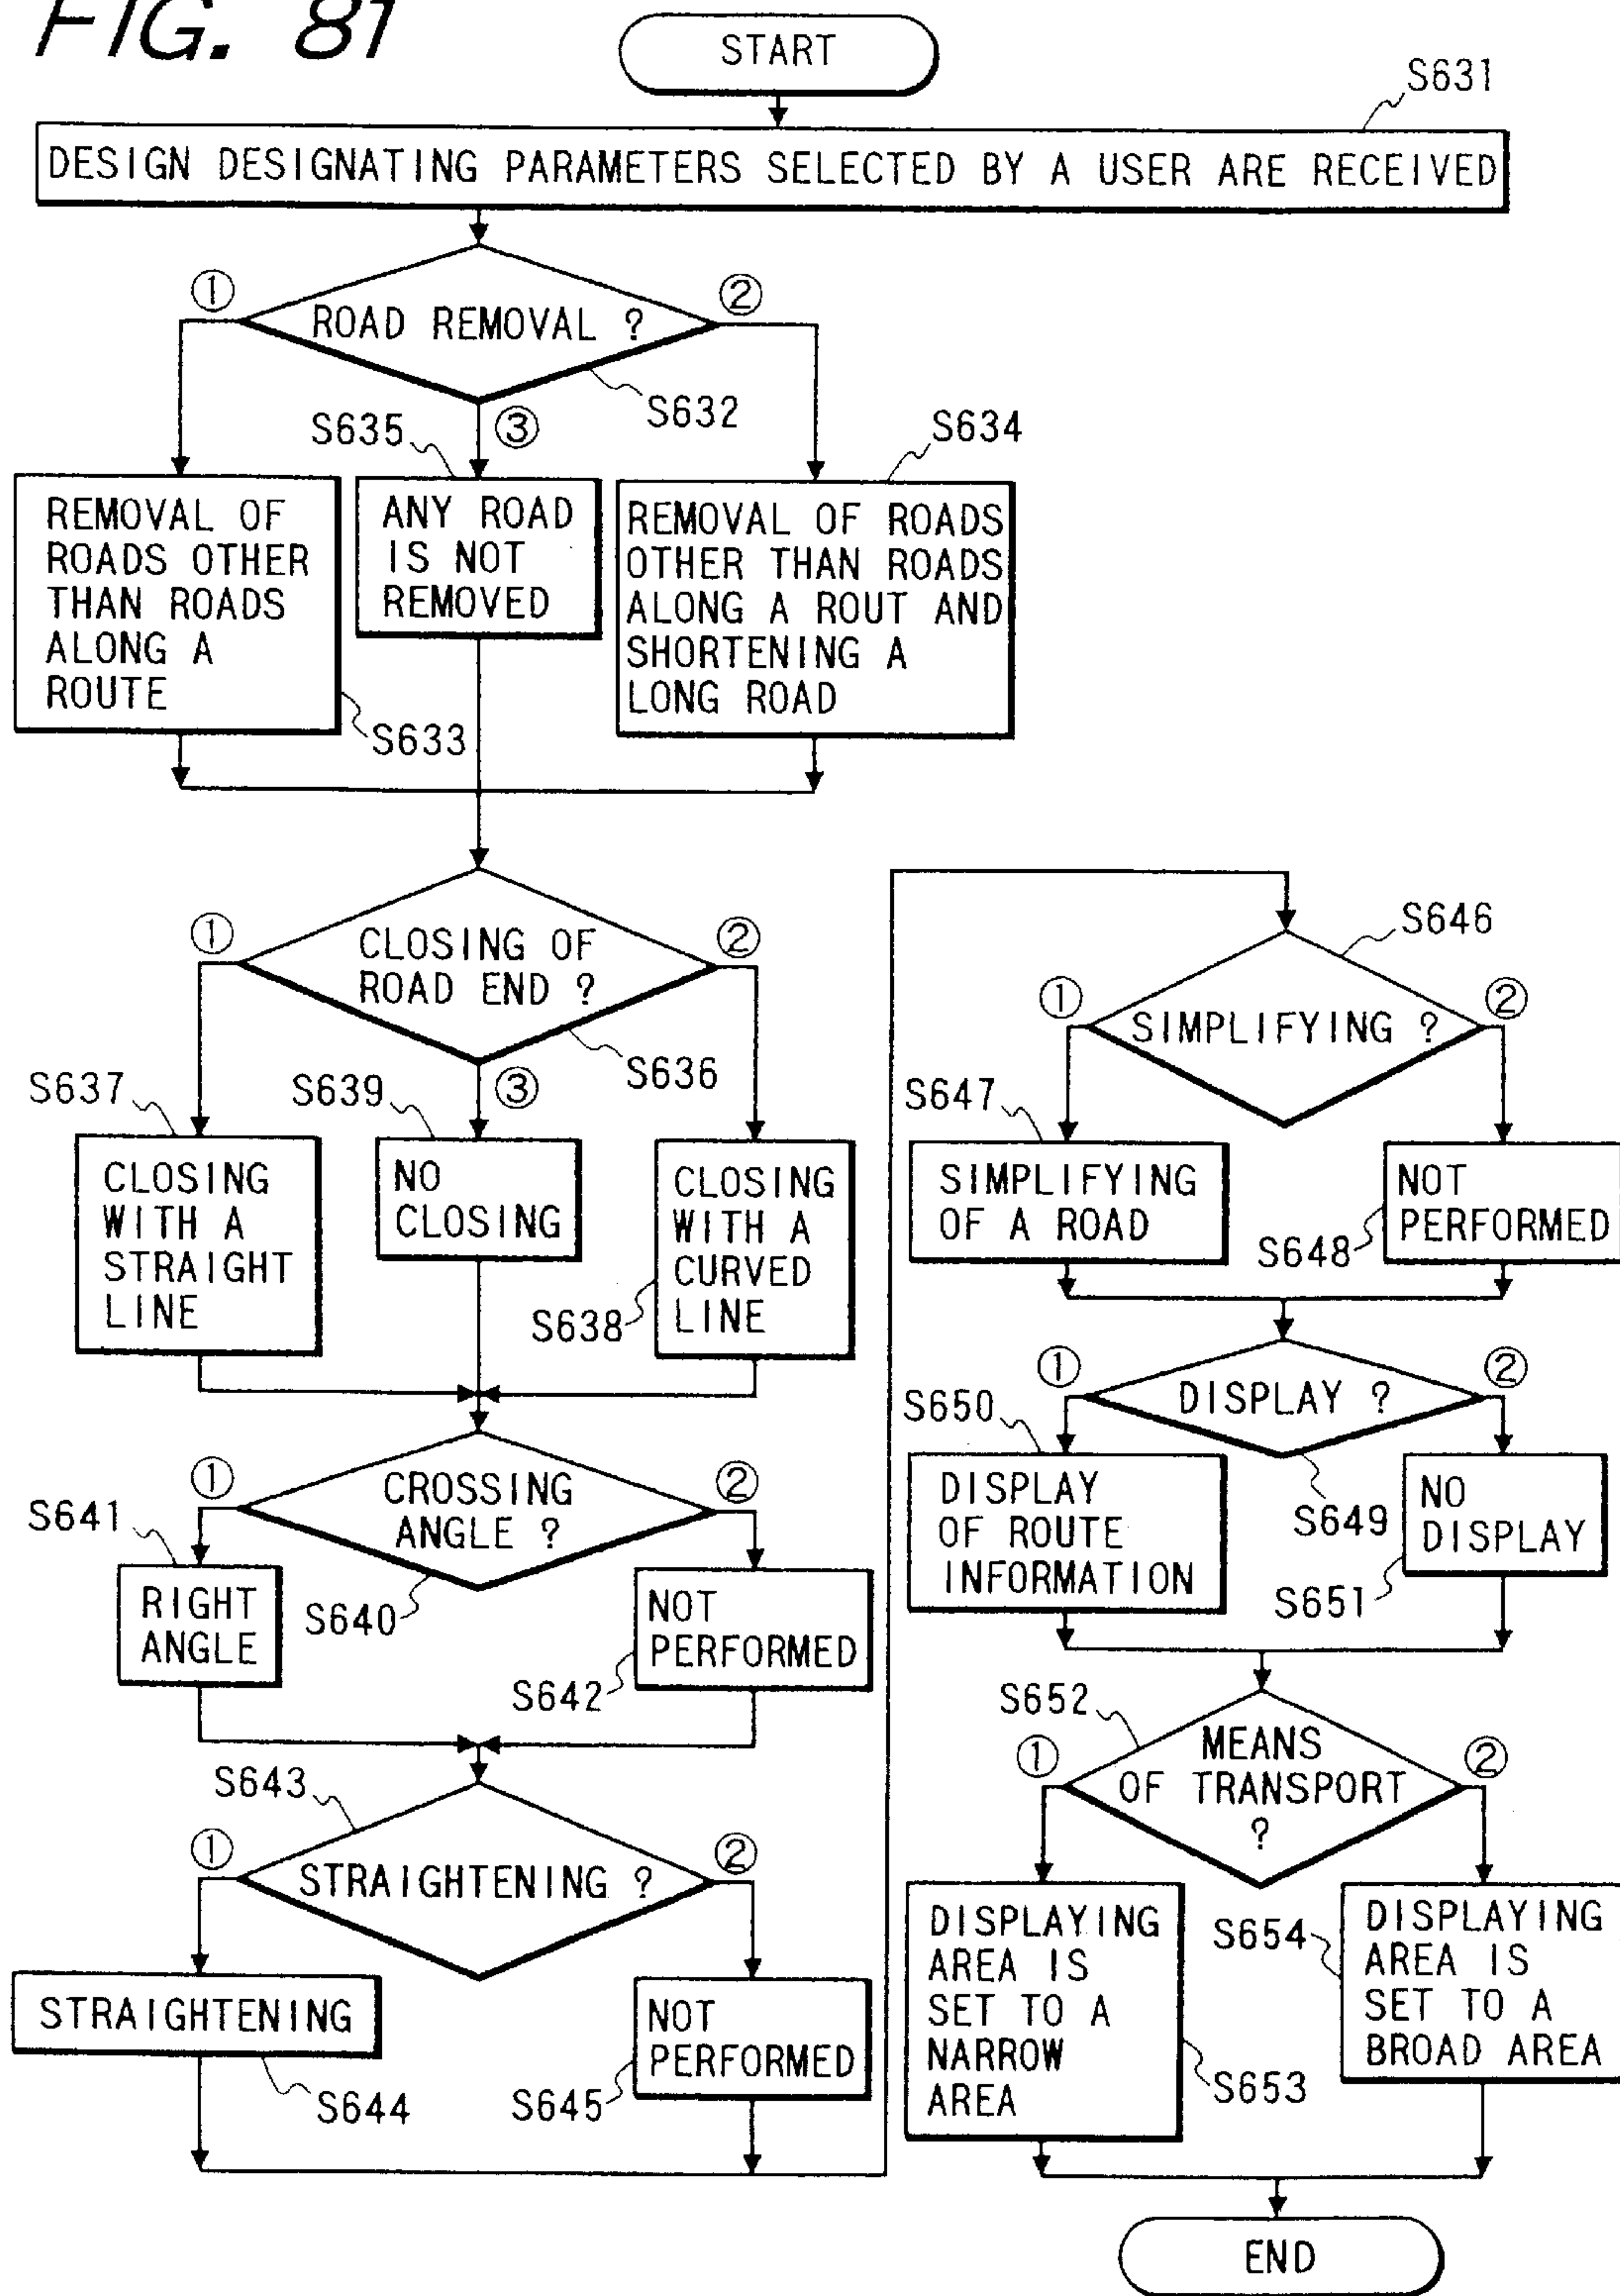 FIG. 81
START
S631
DESIGN DESIGNATING PARAMETERS SELECTED BY A USER ARE RECEIVED
①
ROAD REMOVAL ?
②
S632
③
S635
S634
REMOVAL OF
ROADS OTHER
THAN ROADS
ALONG A
ROUTE
S633
ANY ROAD
IS NOT
REMOVED
REMOVAL OF ROADS
OTHER THAN ROADS
ALONG A ROUT AND
SHORTENING A
LONG ROAD
①
CLOSING OF
ROAD END ?
②
S636
③
S637
CLOSING
WITH A
STRAIGHT
LINE
S639
NO
CLOSING
S638
CLOSING
WITH A
CURVED
LINE
①
CROSSING
ANGLE ?
②
S640
S641
RIGHT
ANGLE
S642
NOT
PERFORMED
S643
①
STRAIGHTENING ?
②
STRAIGHTENING
S644
NOT
PERFORMED
S645
S646
①
SIMPLIFYING ?
②
S647
SIMPLIFYING
OF A ROAD
S648
NOT
PERFORMED
①
DISPLAY ?
②
S649
S650
DISPLAY
OF ROUTE
INFORMATION
NO
DISPLAY
S651
S652
①
MEANS
OF TRANSPORT
?
②
DISPLAYING
AREA IS
SET TO A
NARROW
AREA
S653
S654
DISPLAYING
AREA IS
SET TO A
BROAD AREA
END